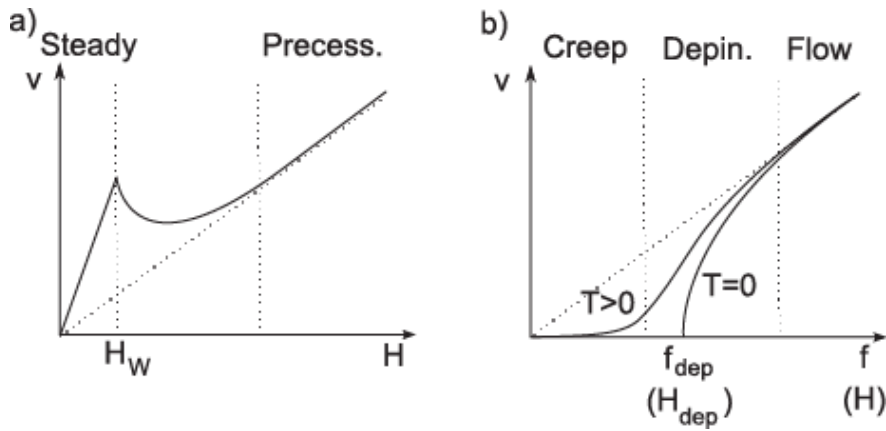 a)
Steady Precess.
v
H_W
H
b)
Creep Depin. Flow
v
T>0
T=0
f_dep
f
(H_dep)
(H)